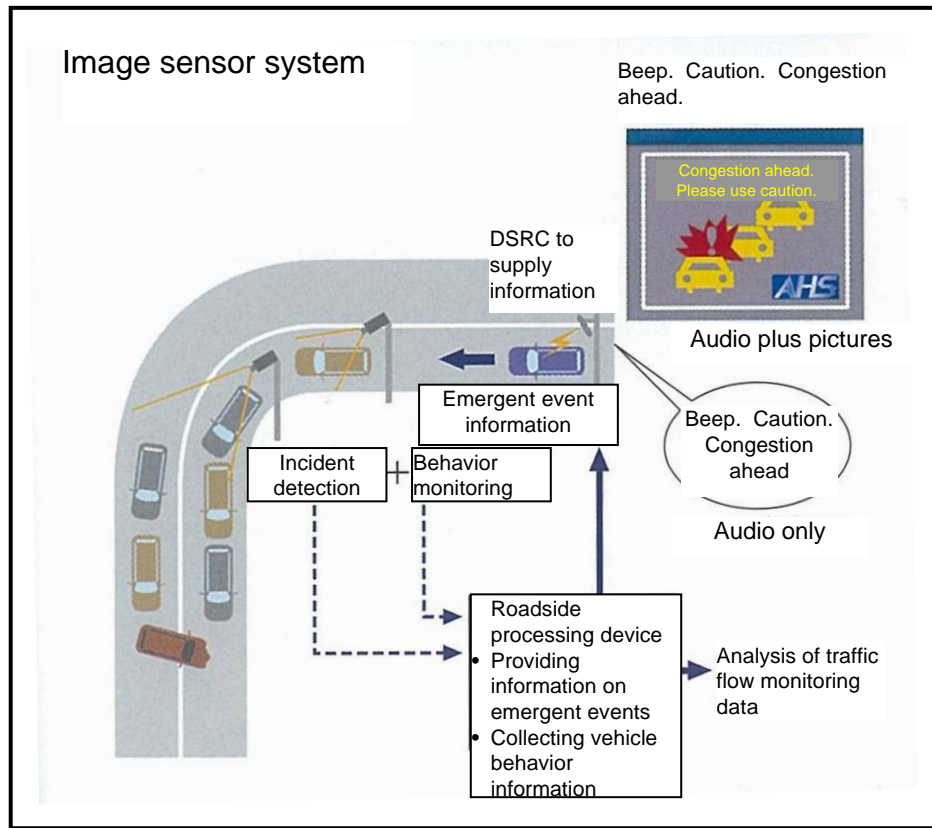 Image sensor system
Beep. Caution. Congestion
ahead.
Congestion ahead.
Please use caution.
AHS
Audio plus pictures
DSRC to
supply
information
Emergent event
information
Beep. Caution.
Congestion
ahead
Audio only
Incident
detection
+
Behavior
monitoring
Roadside
processing device
• Providing
information on
emergent events
• Collecting vehicle
behavior
information
Analysis of traffic
flow monitoring
data